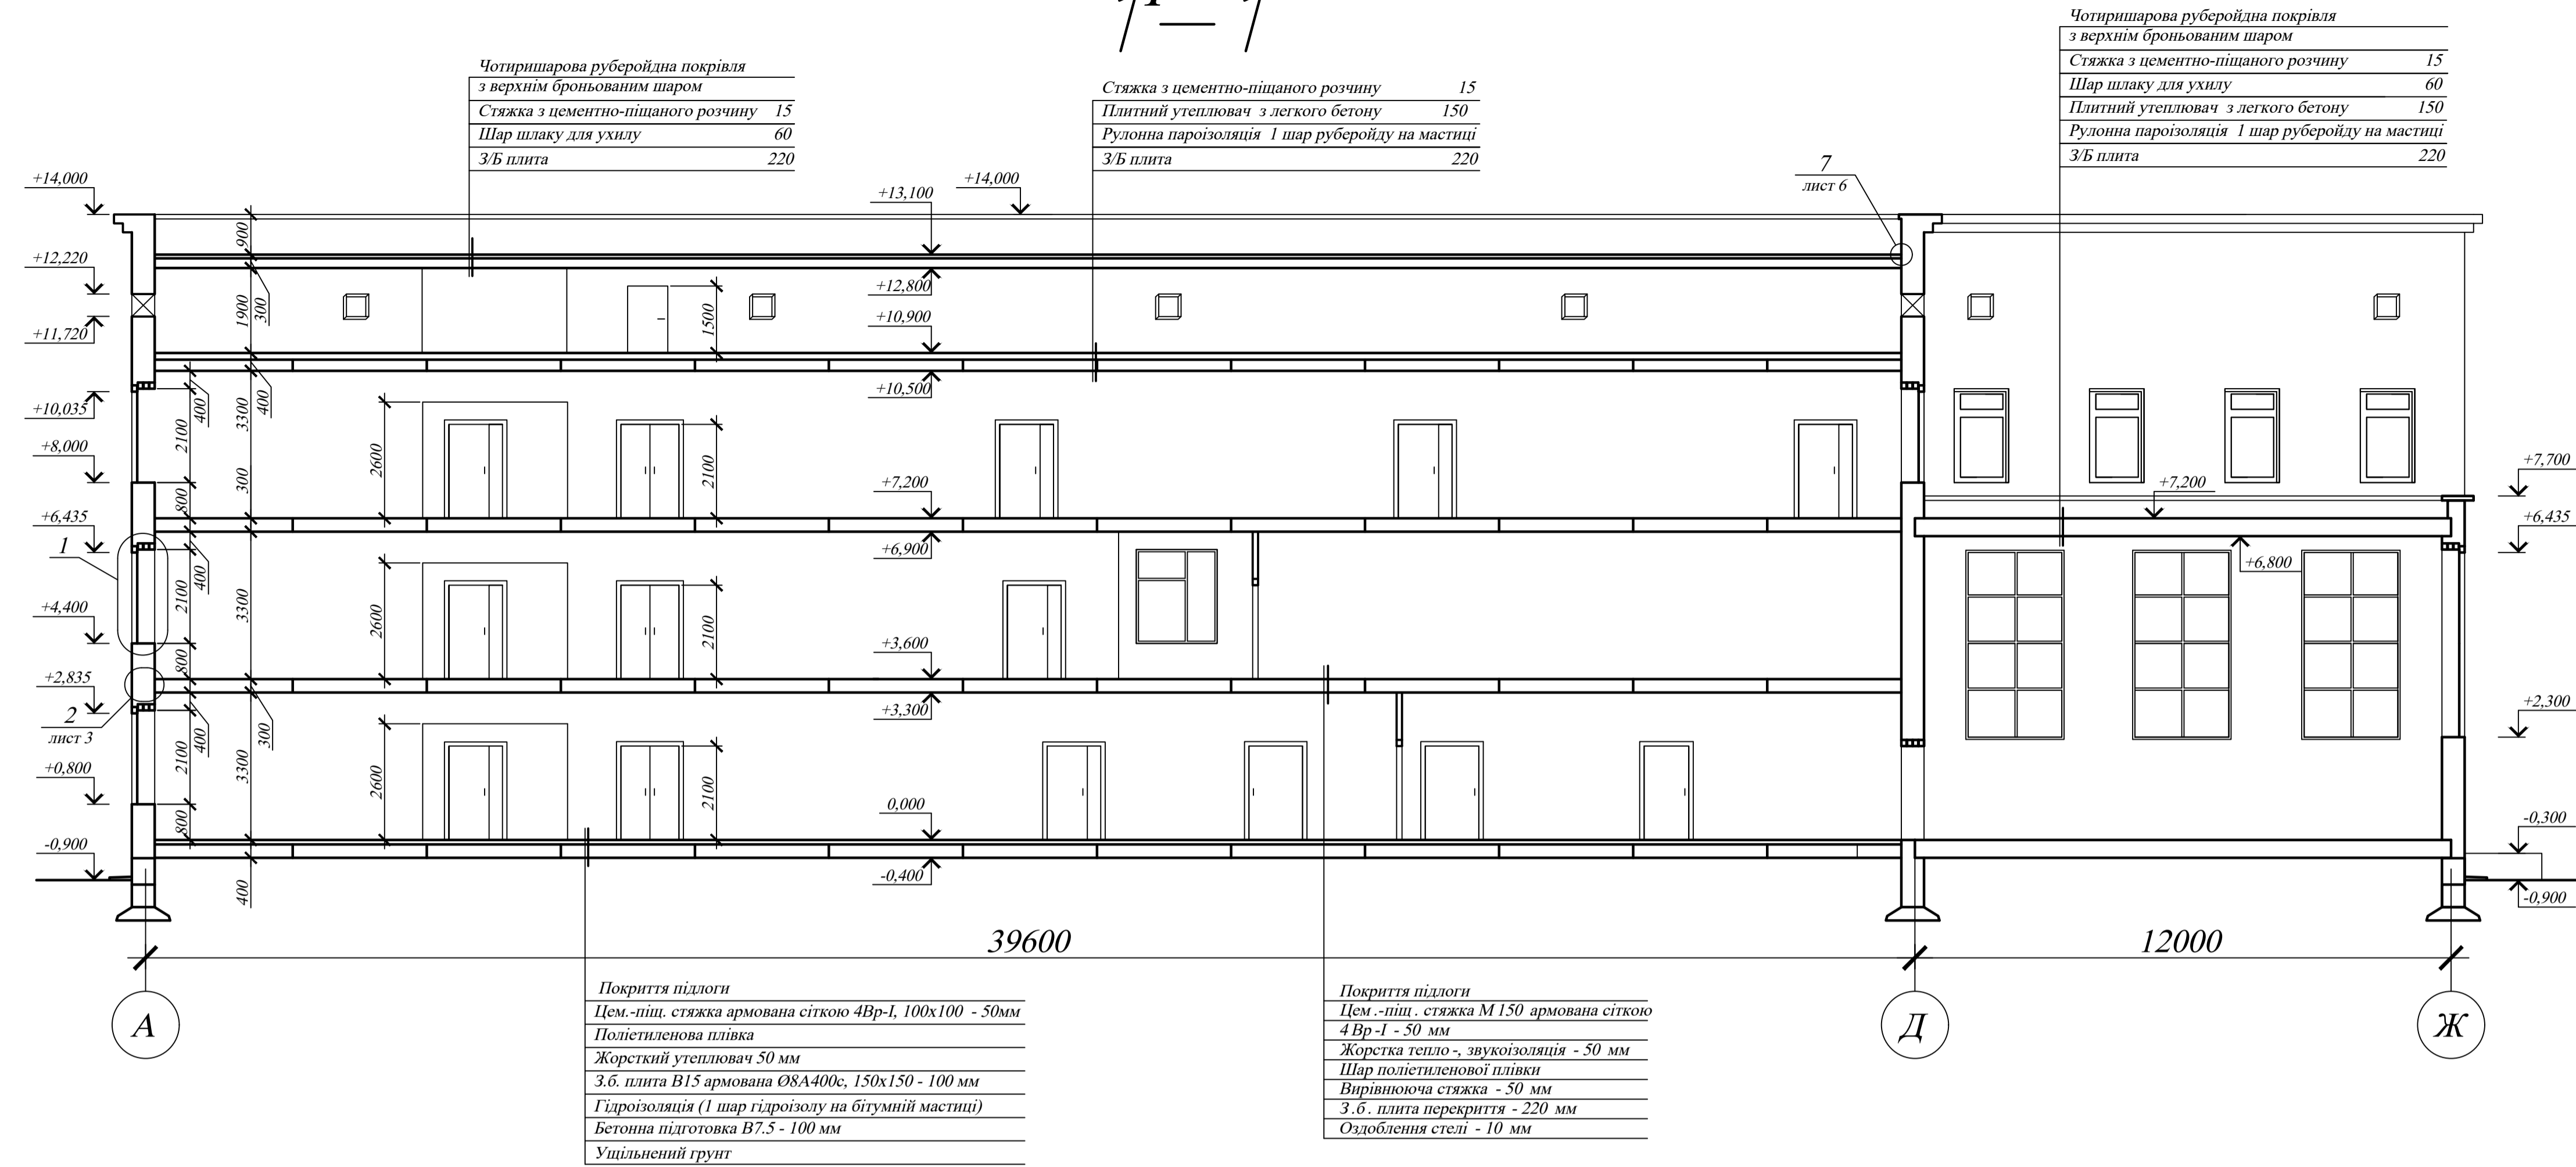 Чотиришарова руберойдна покрівля
з верхнім броньованим шаром
Стяжка з цементно-піщаного розчину 15
Шар шлаку для ухилу 60
З/Б плита 220
Стяжка з цементно-піщаного розчину 15
Плитний утеплювач з легкого бетону 150
Рулонна пароізоляція 1 шар руберойду на мастиці
З/Б плита 220
Чотиришарова руберойдна покрівля
з верхнім броньованим шаром
Стяжка з цементно-піщаного розчину 15
Шар шлаку для ухилу 60
Плитний утеплювач з легкого бетону 150
Рулонна пароізоляція 1 шар руберойду на мастиці
З/Б плита 220
7
лист 6
+14,000
+12,220
+11,720
+10,035
+8,000
+6,435
1
+4,400
+2,835
2
лист 3
+0,800
-0,900
900
1900
300
400
3300
400
2100
300
800
400
2100
3300
800
300
400
2100
3300
800
400
2600
2600
2600
1500
2100
2100
2100
+13,100
+14,000
+12,800
+10,900
+10,500
+7,200
+6,900
+3,600
+3,300
0,000
-0,400
+7,200
+6,800
+7,700
+6,435
+2,300
-0,300
-0,900
39600
12000
А
Д
Ж
Покриття підлоги
Цем.-піщ. стяжка армована сіткою 4Вр-І, 100х100 - 50мм
Поліетиленова плівка
Жорсткий утеплювач 50 мм
З.б. плита В15 армована Ø8А400с, 150х150 - 100 мм
Гідроізоляція (1 шар гідроізолу на бітумній мастиці)
Бетонна підготовка В7.5 - 100 мм
Ущільнений грунт
Покриття підлоги
Цем .-піщ . стяжка М 150 армована сіткою
4 Вр -І - 50 мм
Жорстка тепло -, звукоізоляція - 50 мм
Шар поліетиленової плівки
Вирівнююча стяжка - 50 мм
З .б . плита перекриття - 220 мм
Оздоблення стелі - 10 мм